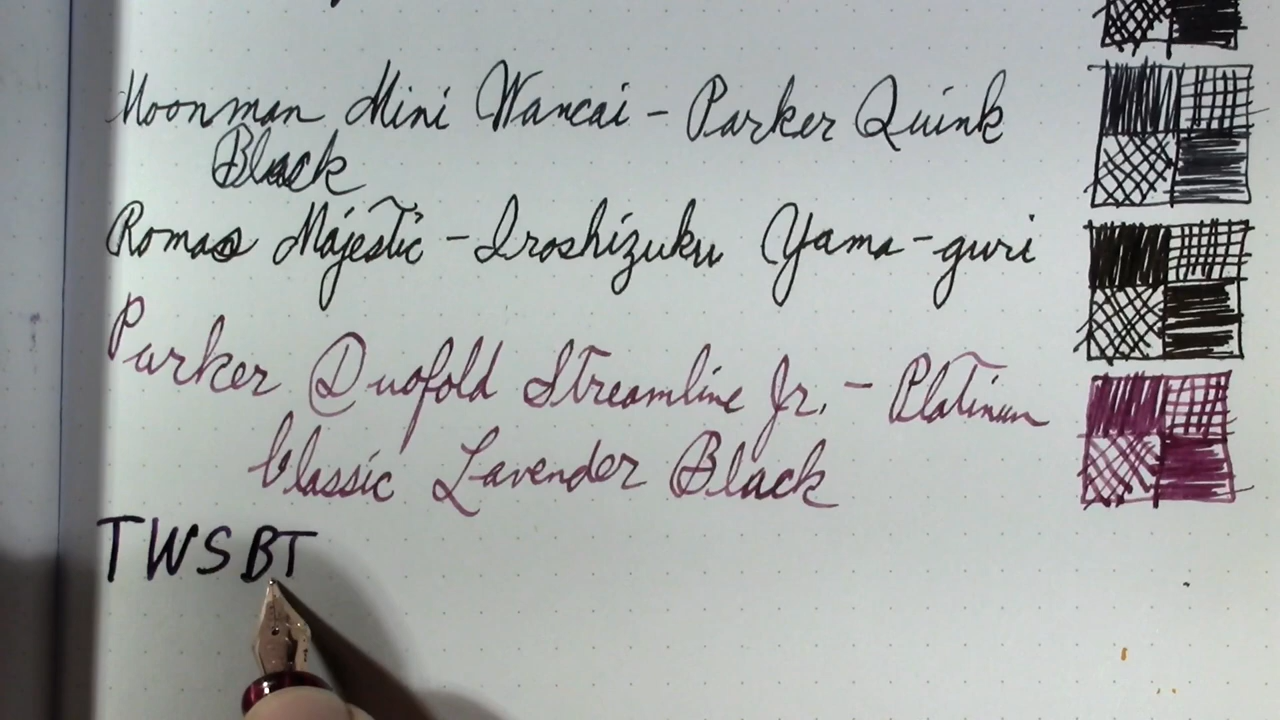 Moonman Mini Wancai - Parker Quink
Black
Romas Majestic - Iroshizuku Yama-guri
Parker Duofold Streamline Jr. - Platinum
Classic Lavender Black
TWSBT